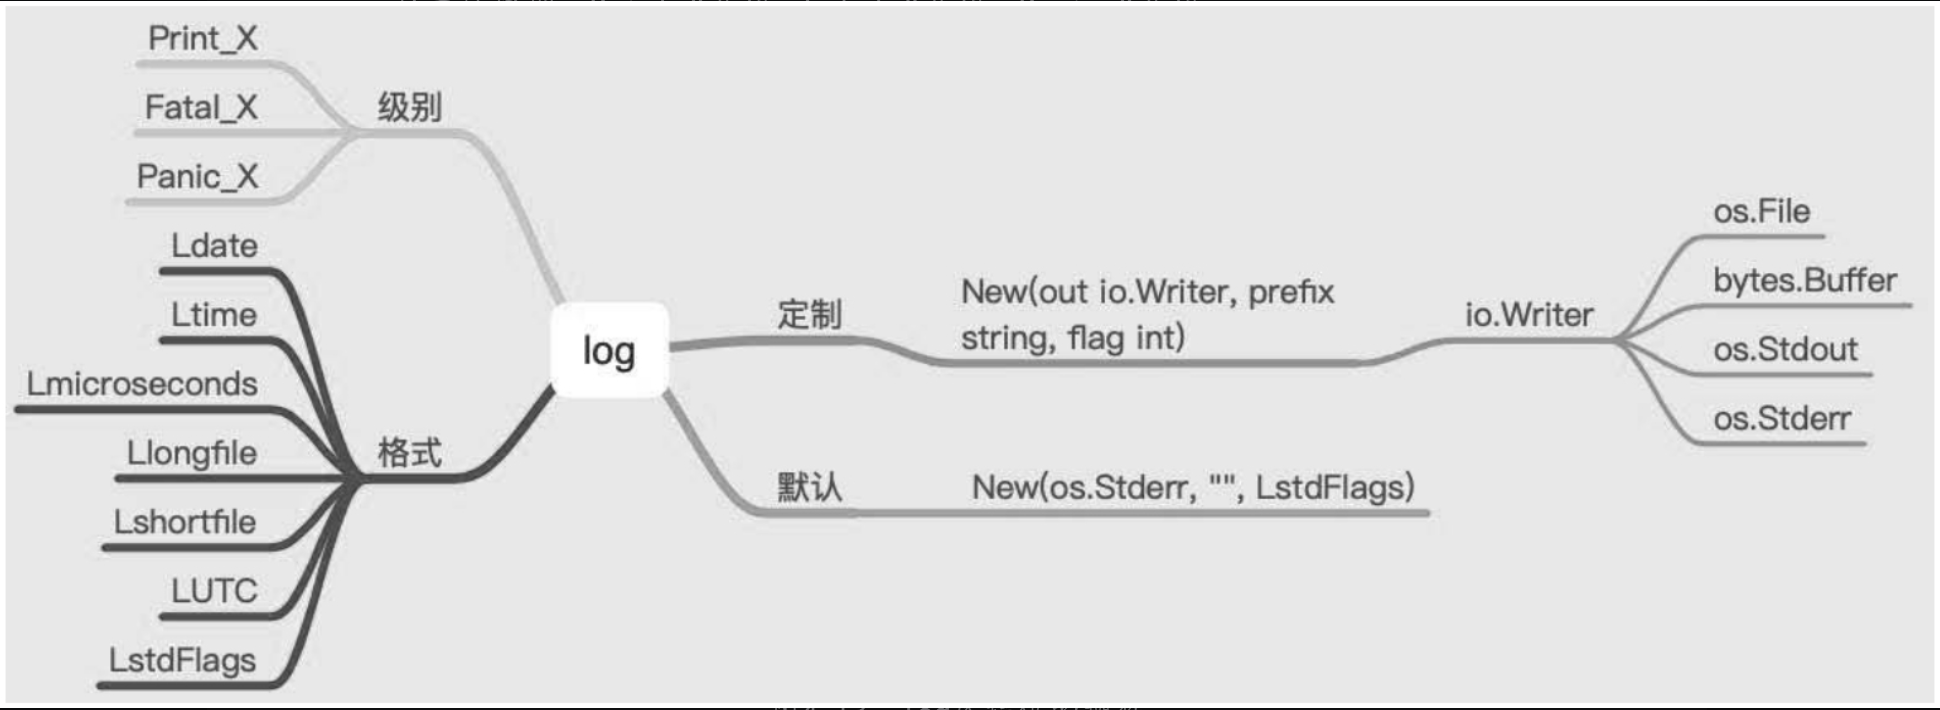 Print_X
Fatal_X
级别
Panic_X
Ldate
Ltime
Lmicroseconds
Llongfile
格式
Lshortfile
LUTC
LstdFlags
log
定制
New(out io.Writer, prefix
string, flag int)
io.Writer
os.File
bytes.Buffer
os.Stdout
os.Stderr
默认
New(os.Stderr, "", LstdFlags)